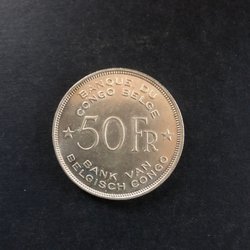 BANQUE DU
CONGO BELGE
50 FR
BANK VAN
BELGISCH CONGO